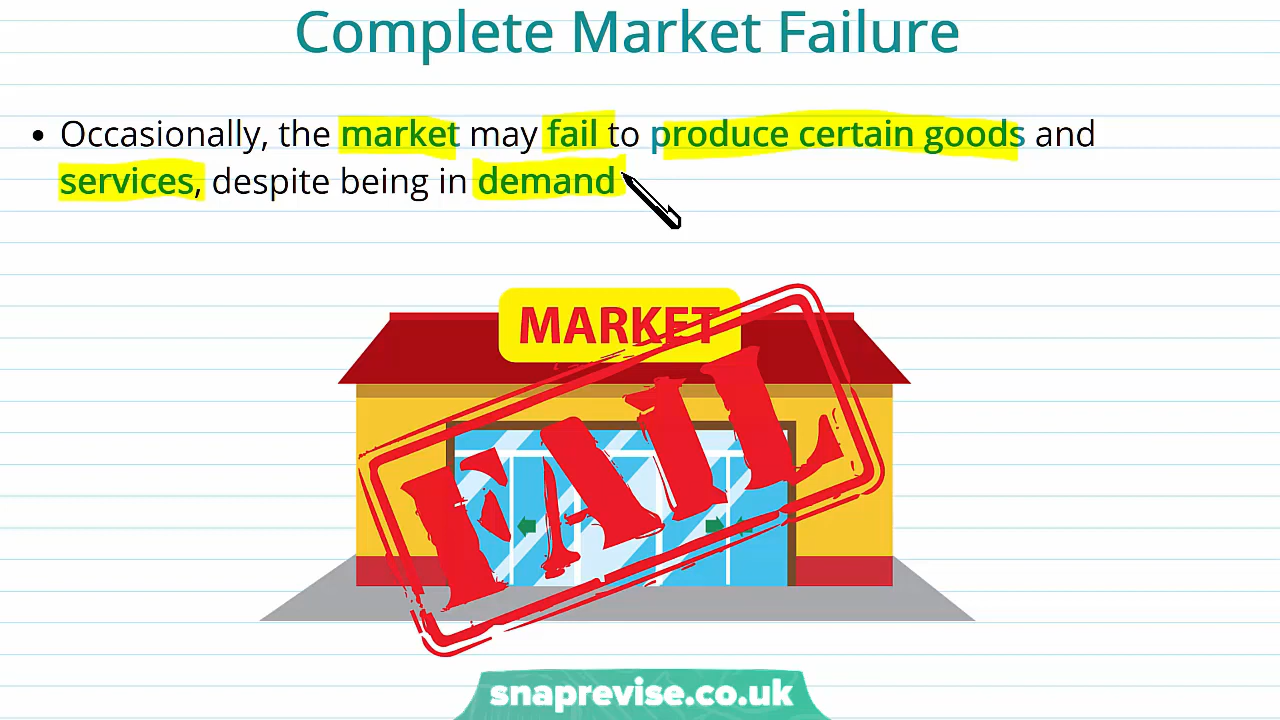 Complete Market Failure
• Occasionally, the market may fail to produce certain goods and
services, despite being in demand
MARKET
FAIL
snaprevise.co.uk